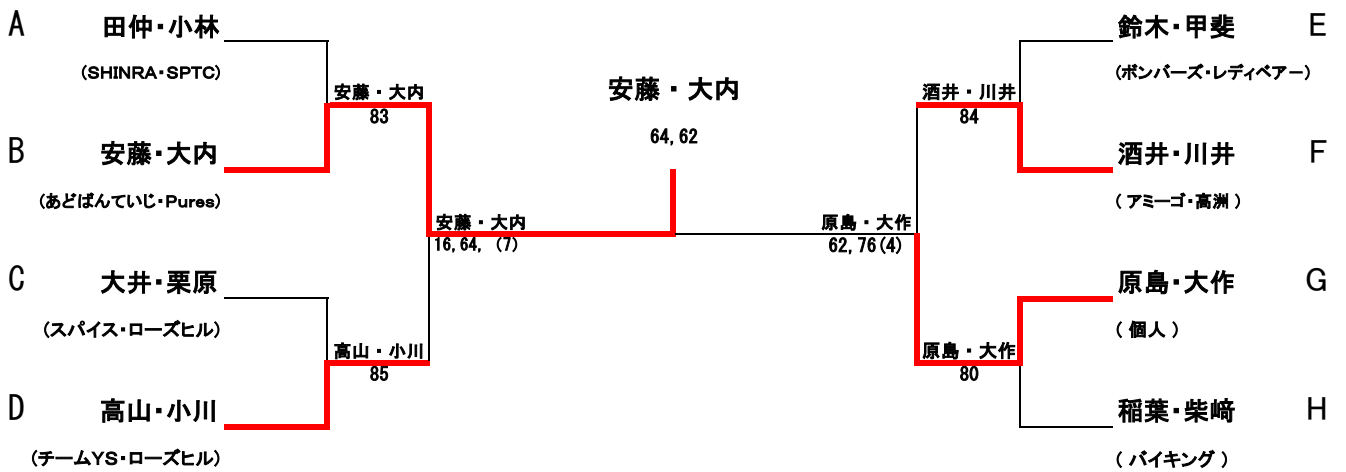 A 田仲・小林
(SHINRA・SPTC)
安藤・大内
83
B 安藤・大内
(あどばんていじ・Pures)
安藤・大内
16,64, (7)
C 大井・栗原
(スパイス・ローズヒル)
高山・小川
85
D 高山・小川
(チームYS・ローズヒル)
安藤・大内
64,62
鈴木・甲斐 E
(ボンバーズ・レディベアー)
酒井・川井
84
酒井・川井 F
( アミーゴ・高洲 )
原島・大作
62,76(4)
原島・大作 G
( 個人 )
原島・大作
80
稲葉・柴﨑 H
( バイキング )